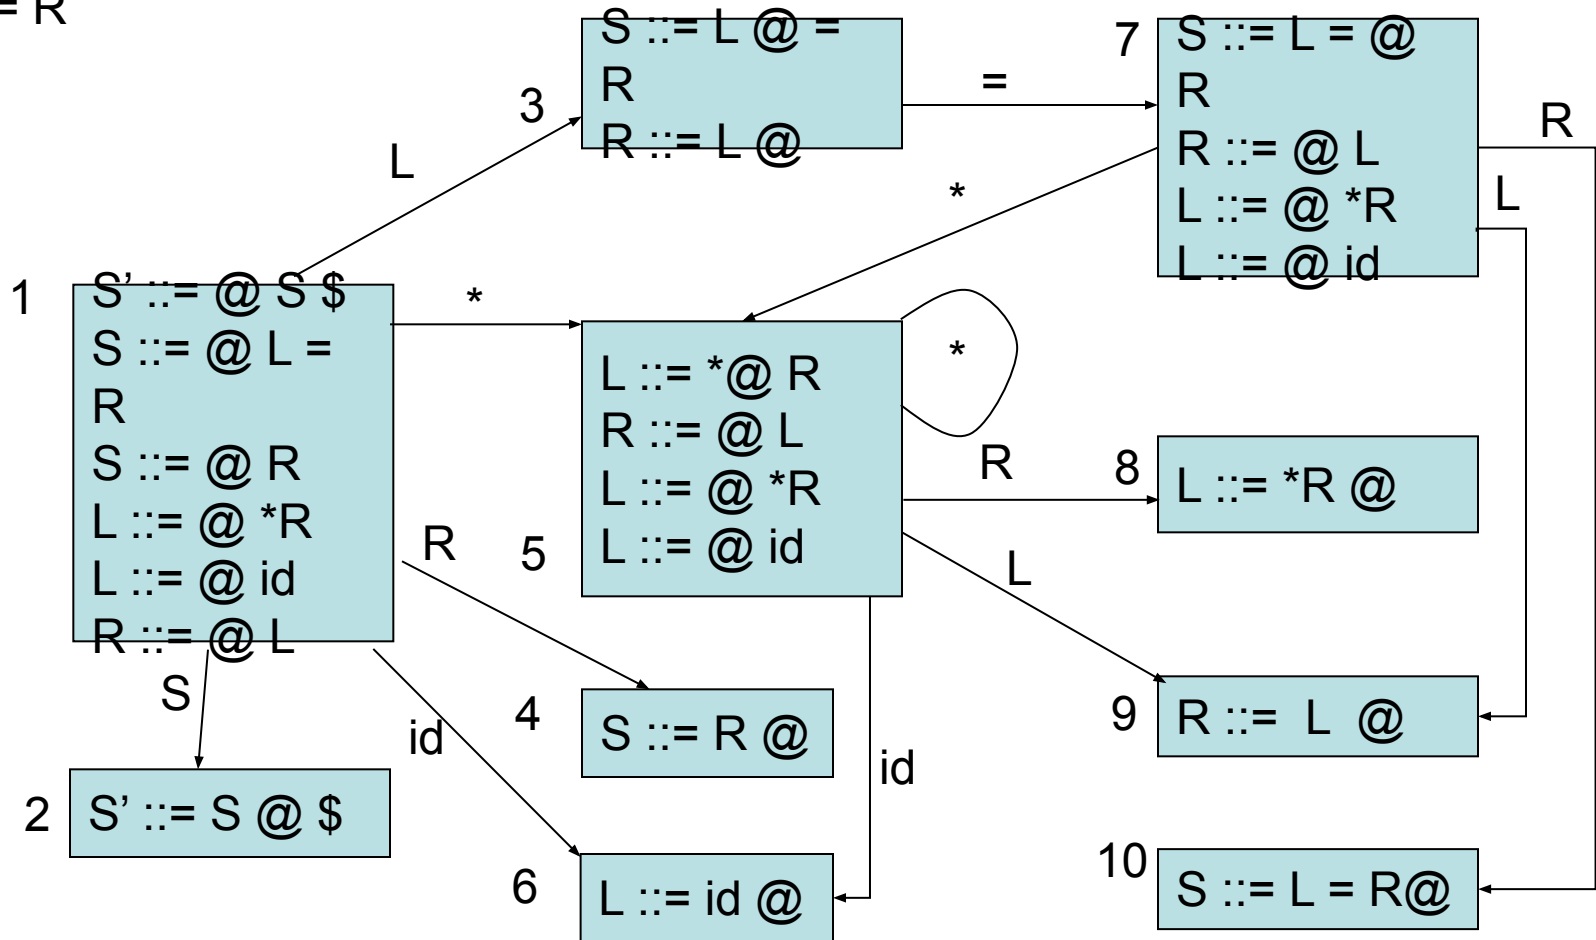 = R
3
S ::= L @ =
R
R ::= L @
=
7
S ::= L = @
R
R ::= @ L
L ::= @ *R
L ::= @ id
R
L
L
*
1
S’ ::= @ S $
S ::= @ L =
R
S ::= @ R
L ::= @ *R
L ::= @ id
R ::= @ L
*
5
L ::= *@ R
R ::= @ L
L ::= @ *R
L ::= @ id
*
R
8
L ::= *R @
R
L
S
id
4
S ::= R @
id
9
R ::= L @
2
S’ ::= S @ $
6
L ::= id @
10
S ::= L = R@